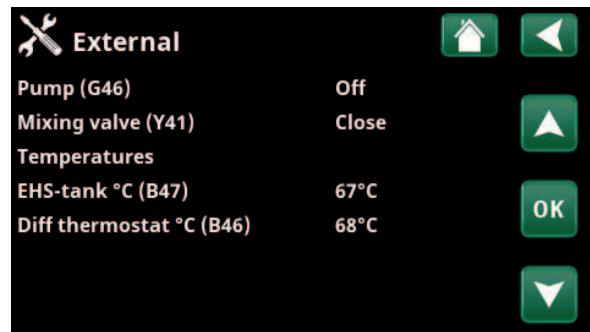 External
Pump (G46) Off
Mixing valve (Y41) Close
Temperatures
EHS-tank °C (B47) 67°C
Diff thermostat °C (B46) 68°C
OK